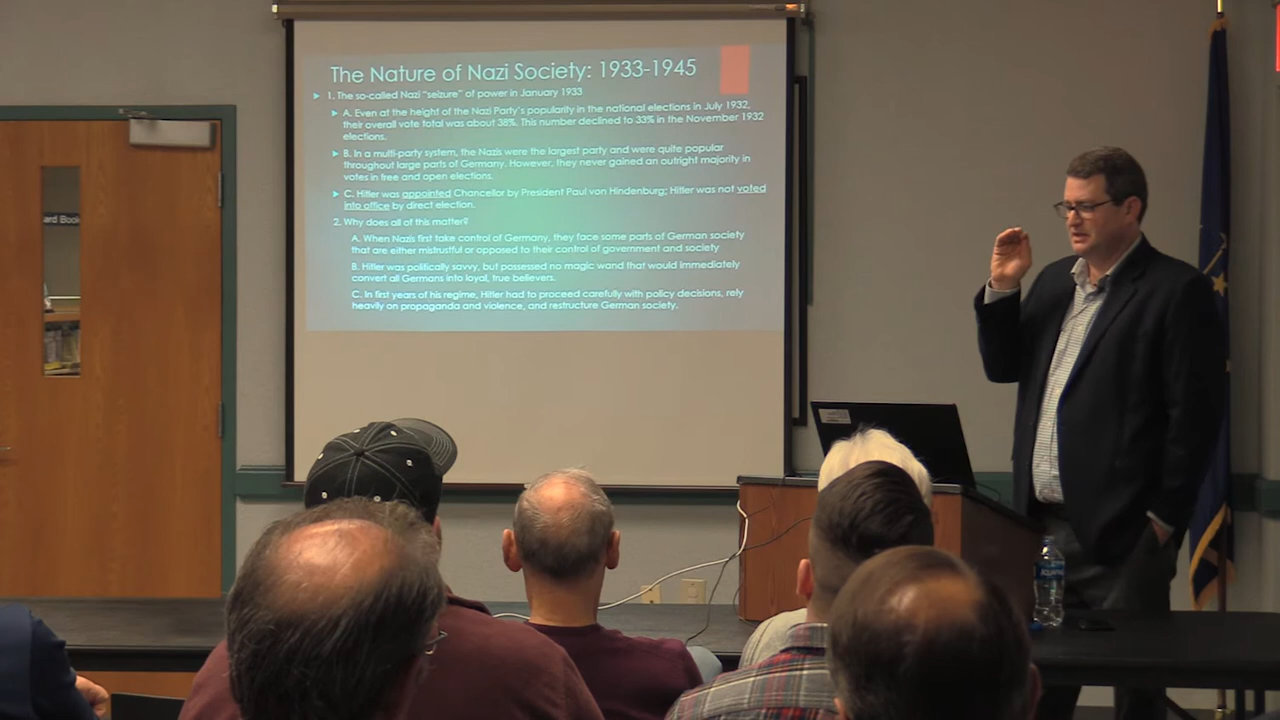 The Nature of Nazi Society: 1933-1945
1. The so-called Nazi "seizure" of power in January 1933
A. Even at the height of the Nazi Party's popularity in the national elections in July 1932,
their overall vote total was about 38%. This number declined to 33% in the November 1932
elections.
B. In a multi-party system, the Nazis were the largest party and were quite popular
throughout large parts of Germany. However, they never gained an outright majority in
votes in free and open elections.
C. Hitler was appointed Chancellor by President Paul von Hindenburg; Hitler was not voted
into office by direct election.
2. Why does all of this matter?
A. When Nazis first take control of Germany, they face some parts of German society
that are either mistrustful or opposed to their control of government and society
B. Hitler was politically savvy, but possessed no magic wand that would immediately
convert all Germans into loyal, true believers.
C. In first years of his regime, Hitler had to proceed carefully with policy decisions, rely
heavily on propaganda and violence, and restructure German society.
ard Book